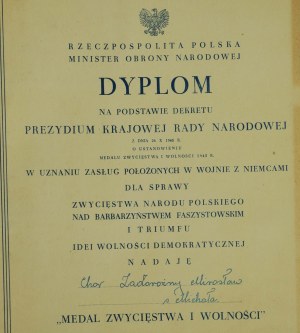 RZECZPOSPOLITA POLSKA
MINISTER OBRONY NARODOWEJ
DYPLOM
NA PODSTAWIE DEKRETU
PREZYDIUM KRAJOWEJ RADY NARODOWEJ
O USTANOWIENIU
MEDALU ZWYCIĘSTWA I WOLNOŚCI 1945 R.
W UZNANIU ZASŁUG POŁOŻONYCH W WOJNIE Z NIEMCAMI
DLA SPRAWY
ZWYCIĘSTWA NARODU POLSKIEGO
NAD BARBARZYŃSTWEM FASZYSTOWSKIM
I TRIUMFU
IDEI WOLNOŚCI DEMOKRATYCZNEJ
NADAJĘ
Chor. Mirosław
s. Michała
"MEDAL ZWYCIĘSTWA I WOLNOŚCI"